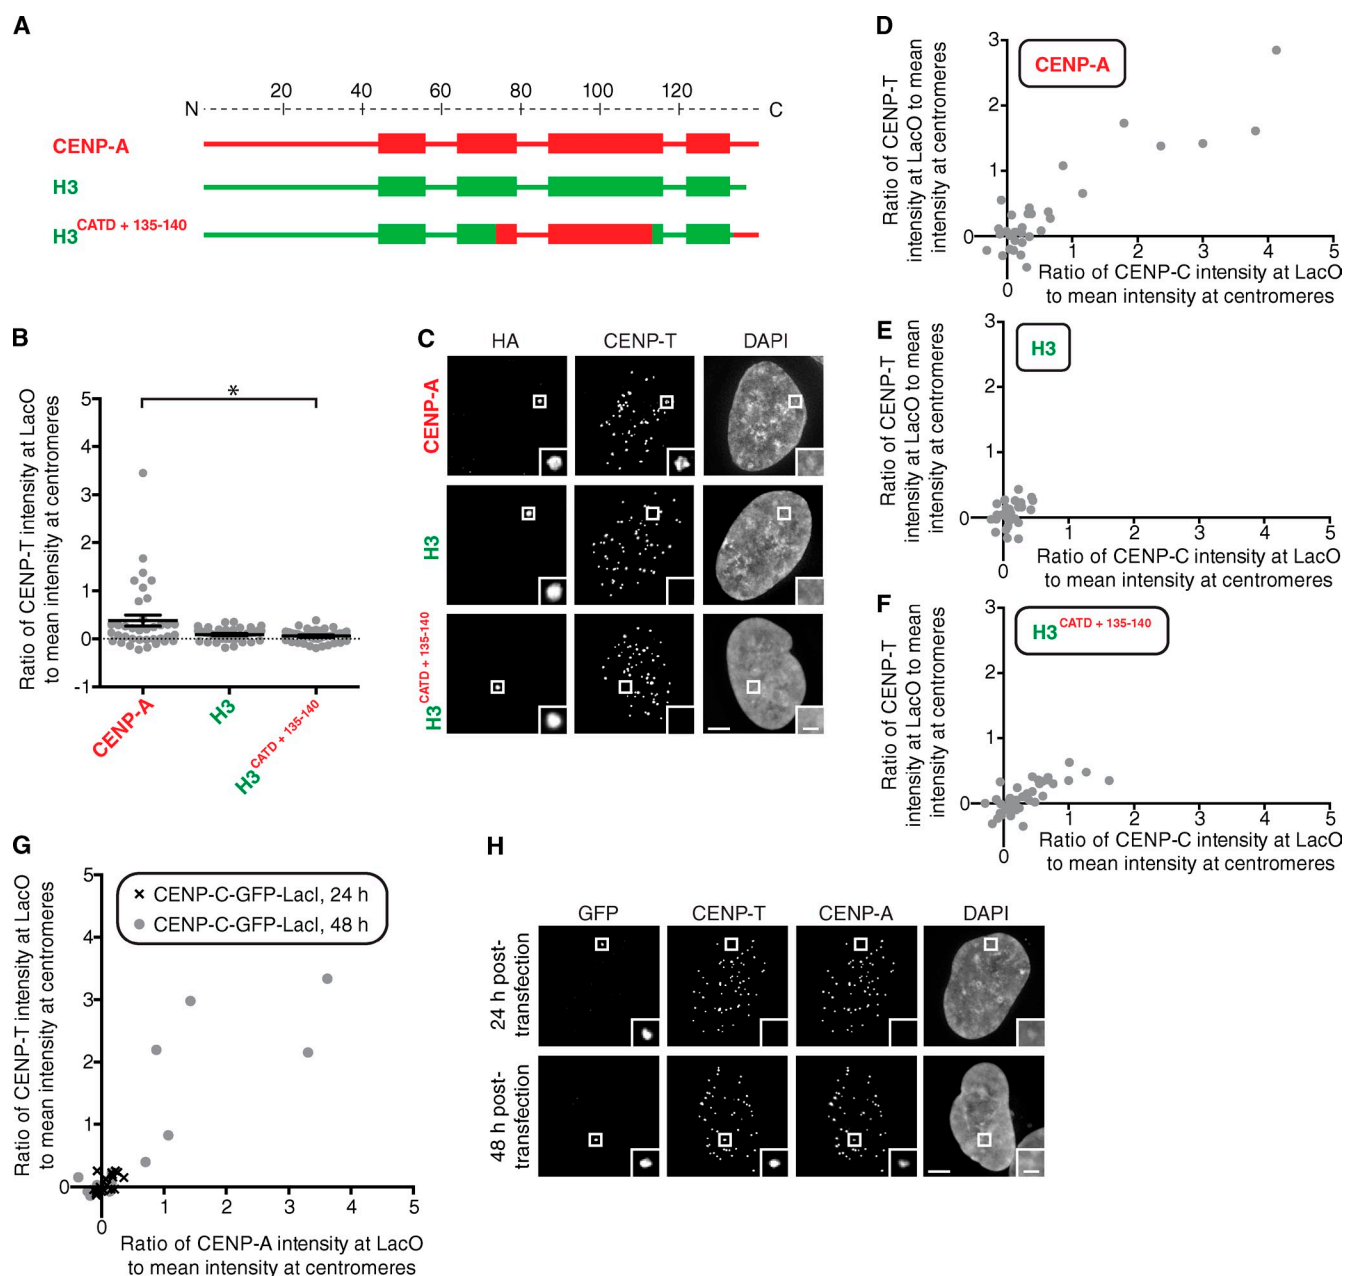 A
20 40 60 80 100 120
N C
CENP-A
H3
H3CATD + 135-140
B
Ratio of CENP-T intensity at LacO
to mean intensity at centromeres
5
4
3
2
1
0
-1
*
CENP-A
H3
H3CATD + 135-140
C
HA CENP-T DAPI
CENP-A
H3
H3CATD + 135-140
D
Ratio of CENP-T
intensity at LacO to mean
intensity at centromeres
3
2
1
0
CENP-A
0 1 2 3 4 5
Ratio of CENP-C intensity at LacO
to mean intensity at centromeres
E
Ratio of CENP-T
intensity at LacO to mean
intensity at centromeres
3
2
1
0
H3
0 1 2 3 4 5
Ratio of CENP-C intensity at LacO
to mean intensity at centromeres
F
Ratio of CENP-T
intensity at LacO to mean
intensity at centromeres
3
2
1
0
H3CATD + 135-140
0 1 2 3 4 5
Ratio of CENP-C intensity at LacO
to mean intensity at centromeres
G
Ratio of CENP-T intensity at LacO
to mean intensity at centromeres
5
4
3
2
1
0
× CENP-C-GFP-LacI, 24 h
CENP-C-GFP-LacI, 48 h
0 1 2 3 4 5
Ratio of CENP-A intensity at LacO
to mean intensity at centromeres
H
GFP CENP-T CENP-A DAPI
24 h post-
transfection
48 h post-
transfection